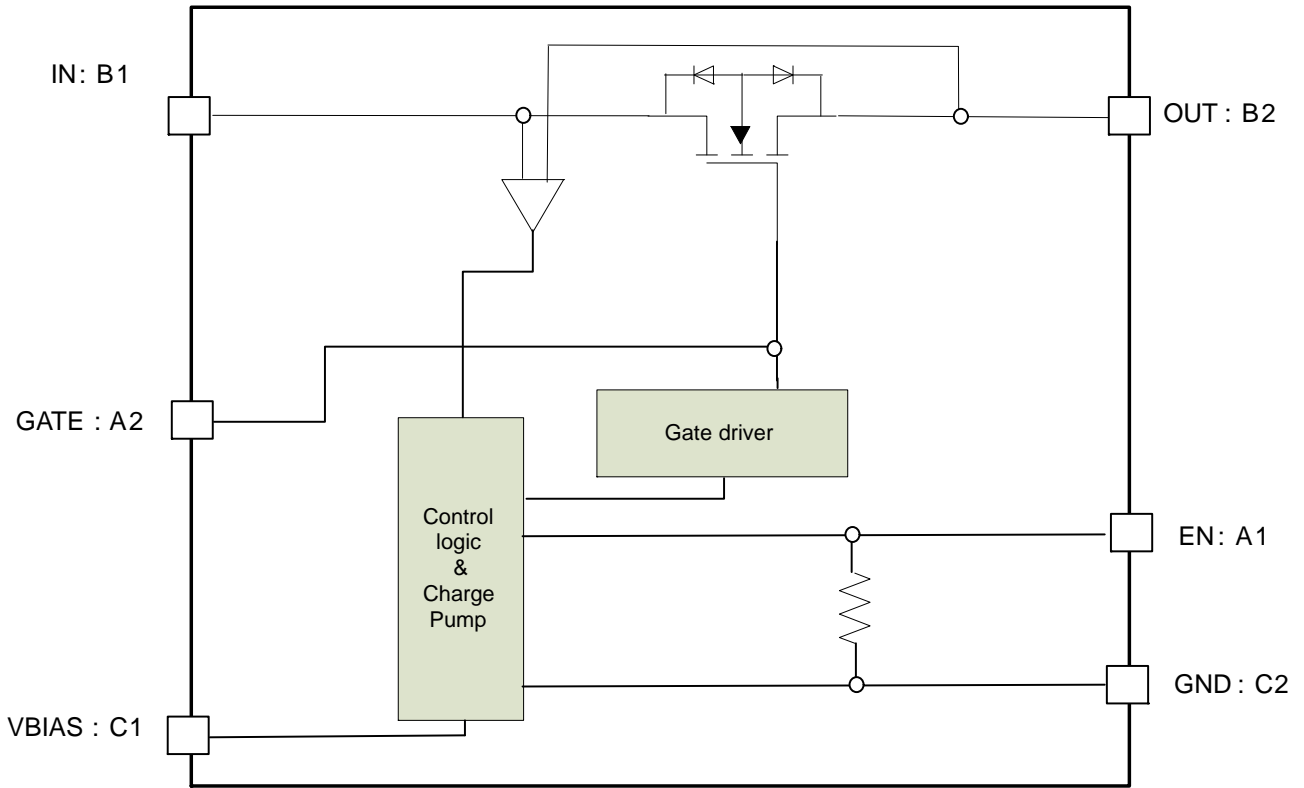 IN: B1
OUT : B2
GATE : A2
Gate driver
Control
logic
&
Charge
Pump
EN: A1
GND : C2
VBIAS : C1